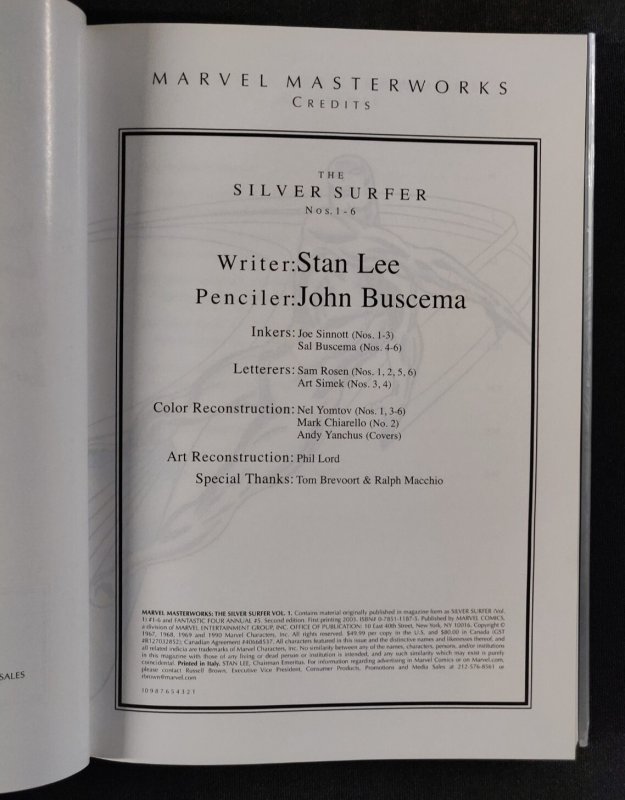 MARVEL MASTERWORKS
CREDITS
THE
SILVER SURFER
Nos. 1-6
Writer: Stan Lee
Penciler: John Buscema
Inkers: Joe Sinnott (Nos. 1-3)
Sal Buscema (Nos. 4-6)
Letterers: Sam Rosen (Nos. 1, 2, 5, 6)
Art Simek (Nos. 3, 4)
Color Reconstruction: Nel Yomtov (Nos. 1, 3-6)
Mark Chiarello (No. 2)
Andy Yanchus (Covers)
Art Reconstruction: Phil Lord
Special Thanks: Tom Brevoort & Ralph Macchio
MARVEL MASTERWORKS: THE SILVER SURFER VOL. 1. Contains material originally published in magazine form as SILVER SURFER (Vol.
1) #1-6 and FANTASTIC FOUR ANNUAL #5. Second edition. First printing 2003. ISBN# 0-7851-1187-3. Published by MARVEL COMICS,
a division of MARVEL ENTERTAINMENT GROUP, INC. OFFICE OF PUBLICATION: 10 East 40th Street, New York, NY 10016. Copyright ©
1967, 1968, 1969 and 1990 Marvel Characters, Inc. All rights reserved. $49.99 per copy in the U.S. and $80.00 in Canada (GST
#R127032852); Canadian Agreement #40668537. All characters featured in this issue and the distinctive names and likenesses thereof, and
all related indicia are trademarks of Marvel Characters, Inc. No similarity between any of the names, characters, persons, and/or institutions
in this magazine with those of any living or dead person or institution is intended, and any such similarity which may exist is purely
coincidental. Printed in Italy. STAN LEE, Chairman Emeritus. For information regarding advertising in Marvel Comics or on Marvel.com,
please contact Russell Brown, Executive Vice President, Consumer Products, Promotions and Media Sales at 212-576-8561 or
rbrown@marvel.com
10 9 8 7 6 5 4 3 2 1
SALES